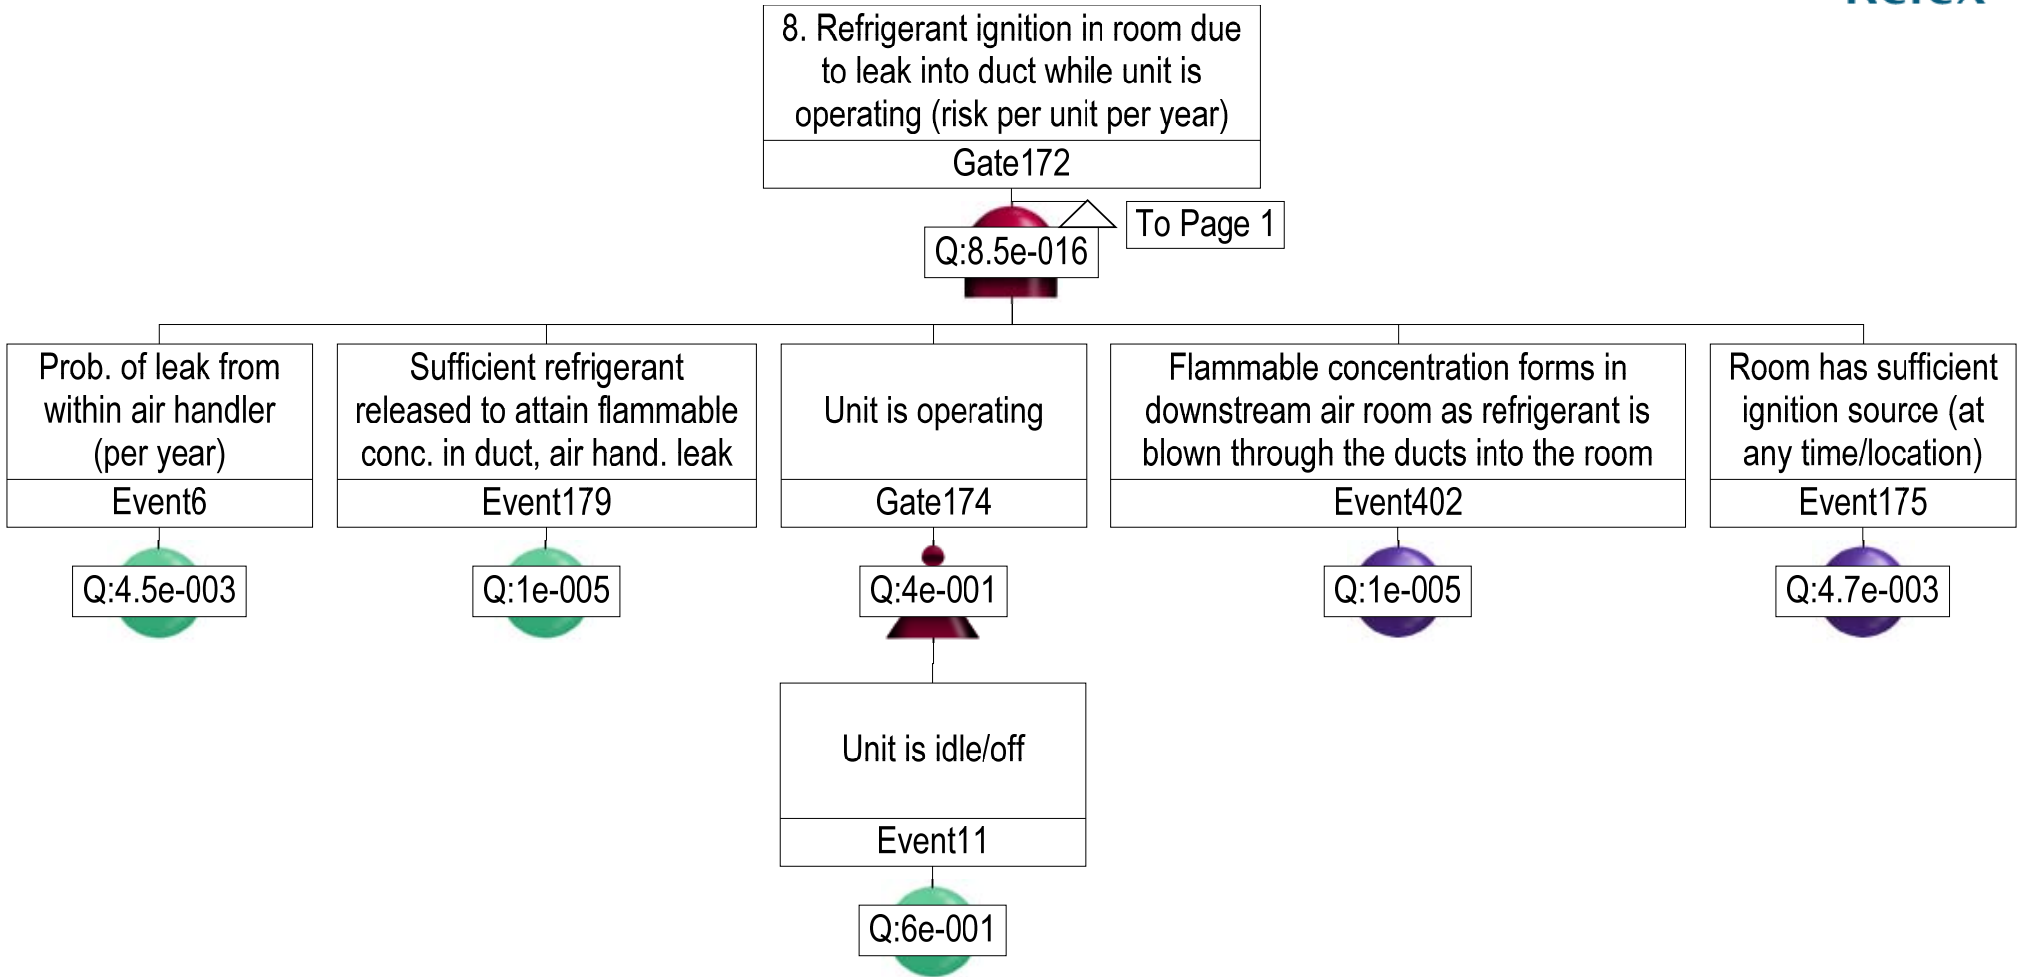 8. Refrigerant ignition in room due
to leak into duct while unit is
operating (risk per unit per year)
Gate172
To Page 1
Q:8.5e-016
Prob. of leak from
within air handler
(per year)
Event6
Q:4.5e-003
Sufficient refrigerant
released to attain flammable
conc. in duct, air hand. leak
Event179
Q:1e-005
Unit is operating
Gate174
Q:4e-001
Flammable concentration forms in
downstream air room as refrigerant is
blown through the ducts into the room
Event402
Q:1e-005
Room has sufficient
ignition source (at
any time/location)
Event175
Q:4.7e-003
Unit is idle/off
Event11
Q:6e-001